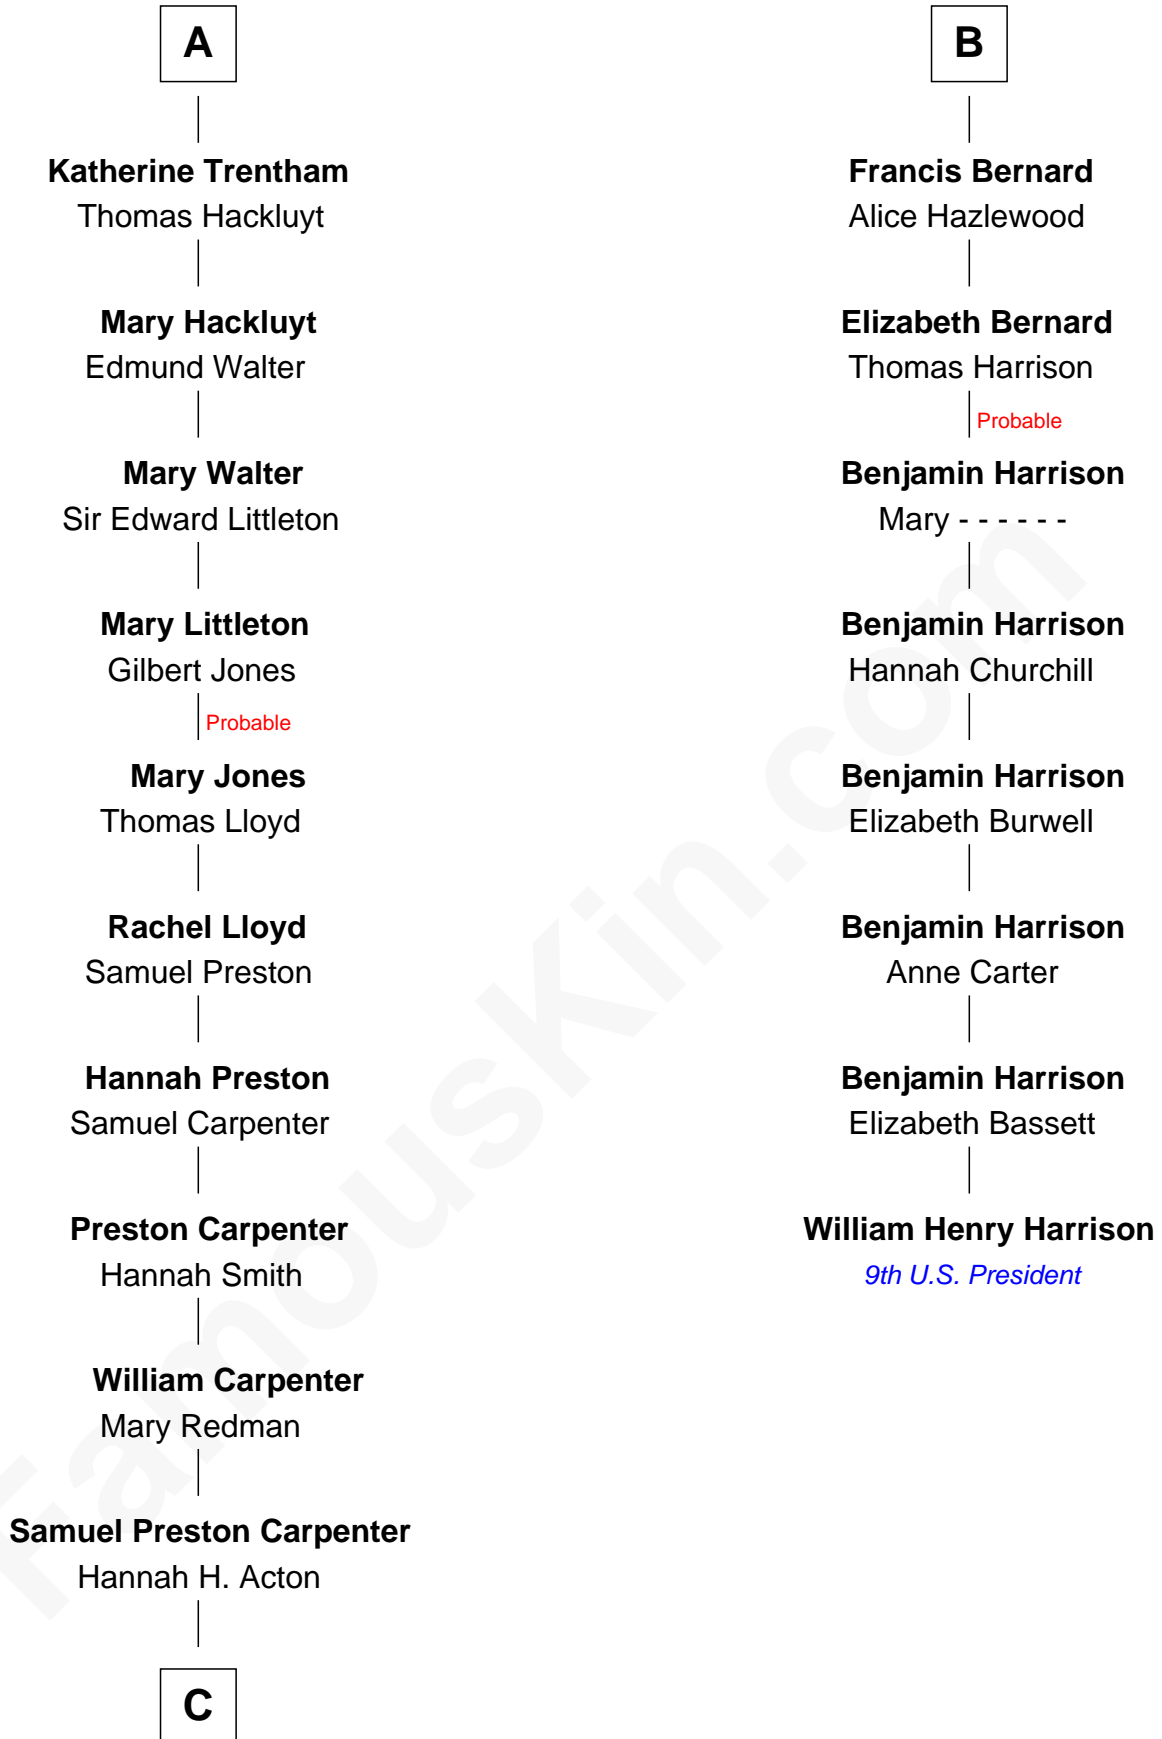 A
Katherine Trentham
Thomas Hackluyt
Mary Hackluyt
Edmund Walter
Mary Walter
Sir Edward Littleton
Mary Littleton
Gilbert Jones
Probable
Mary Jones
Thomas Lloyd
Rachel Lloyd
Samuel Preston
Hannah Preston
Samuel Carpenter
Preston Carpenter
Hannah Smith
William Carpenter
Mary Redman
Samuel Preston Carpenter
Hannah H. Acton
C
B
Francis Bernard
Alice Hazlewood
Elizabeth Bernard
Thomas Harrison
Probable
Benjamin Harrison
Mary - - - - - -
Benjamin Harrison
Hannah Churchill
Benjamin Harrison
Elizabeth Burwell
Benjamin Harrison
Anne Carter
Benjamin Harrison
Elizabeth Bassett
William Henry Harrison
9th U.S. President
FamousKin.com